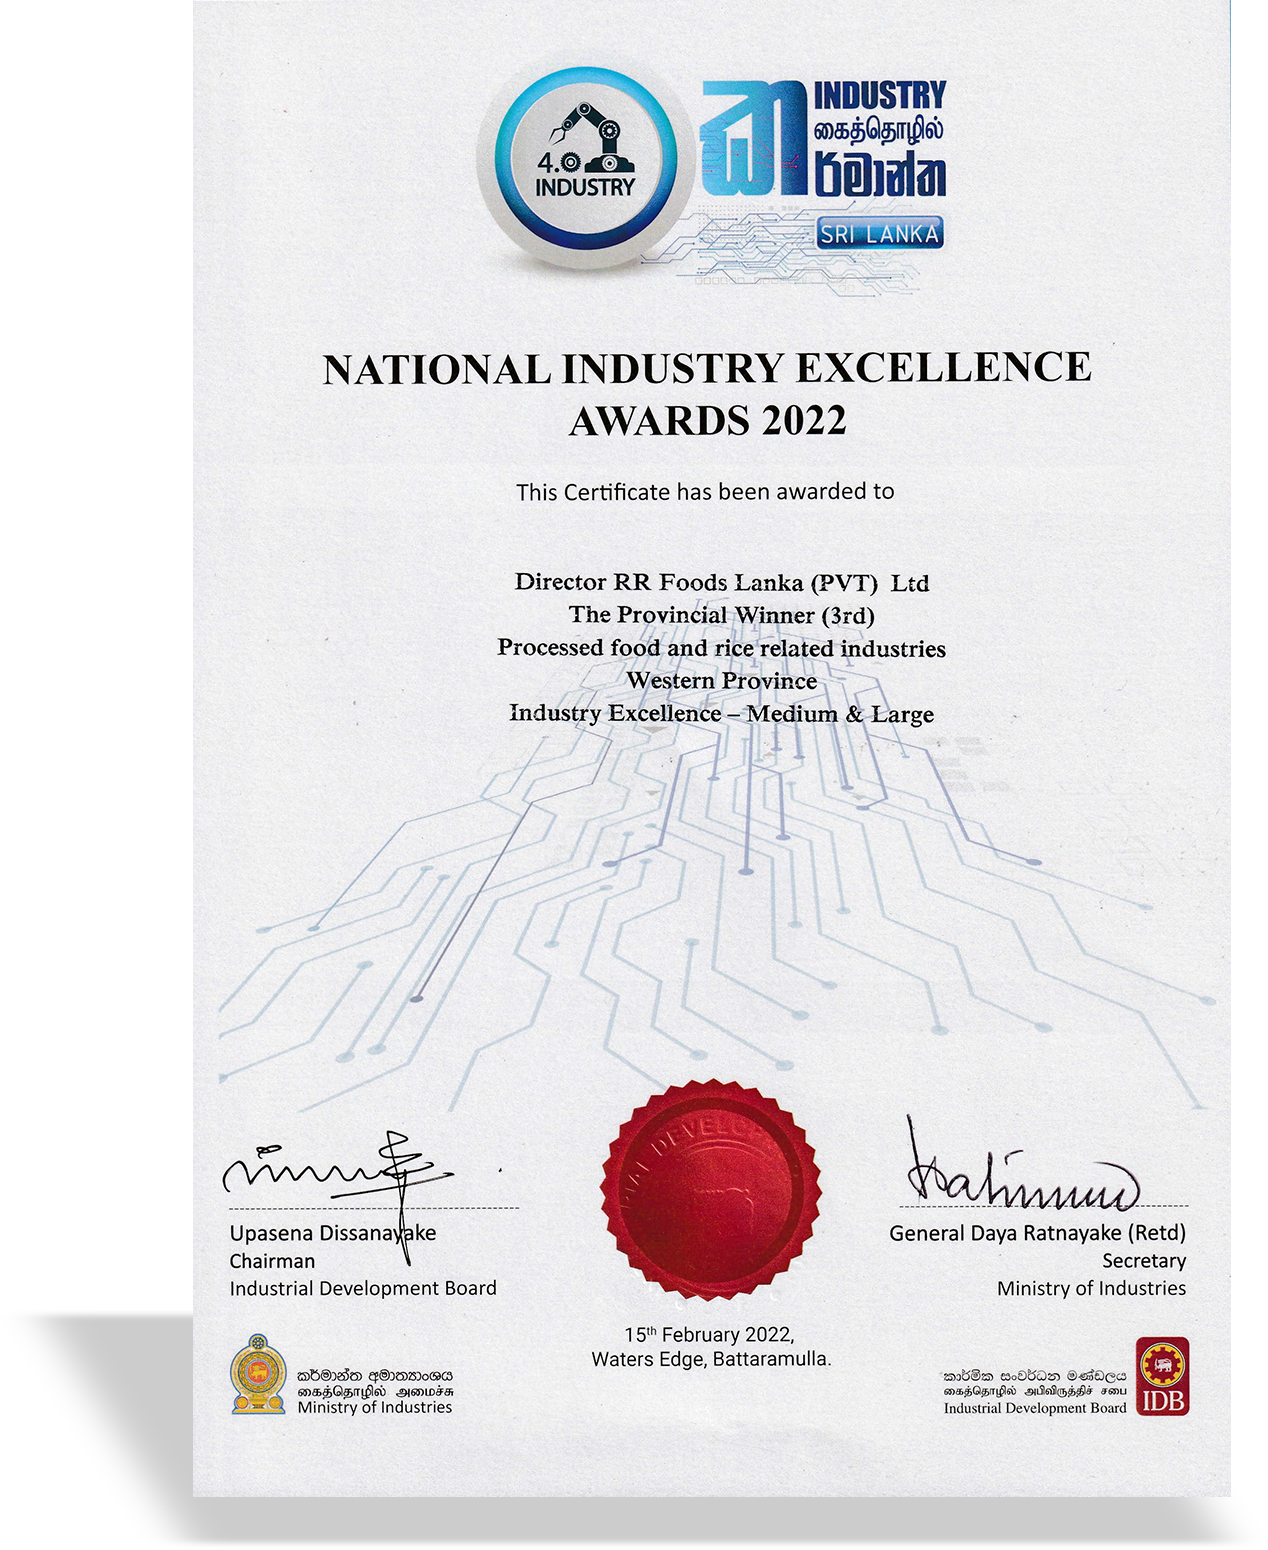 4.0
INDUSTRY
INDUSTRY
கைத்தொழில்
කර්මාන්ත
SRI LANKA
NATIONAL INDUSTRY EXCELLENCE
AWARDS 2022
This Certificate has been awarded to
Director RR Foods Lanka (PVT) Ltd
The Provincial Winner (3rd)
Processed food and rice related industries
Western Province
Industry Excellence – Medium & Large
Upasena Dissanayake
Chairman
Industrial Development Board
DEVELO
General Daya Ratnayake (Retd)
Secretary
Ministry of Industries
15th February 2022,
Waters Edge, Battaramulla.
කර්මාන්ත අමාත්‍යාංශය
கைத்தொழில் அமைச்சு
Ministry of Industries
කාර්මික සංවර්ධන මණ්ඩලය
கைத்தொழில் அபிவிருத்திச் சபை
Industrial Development Board
IDB